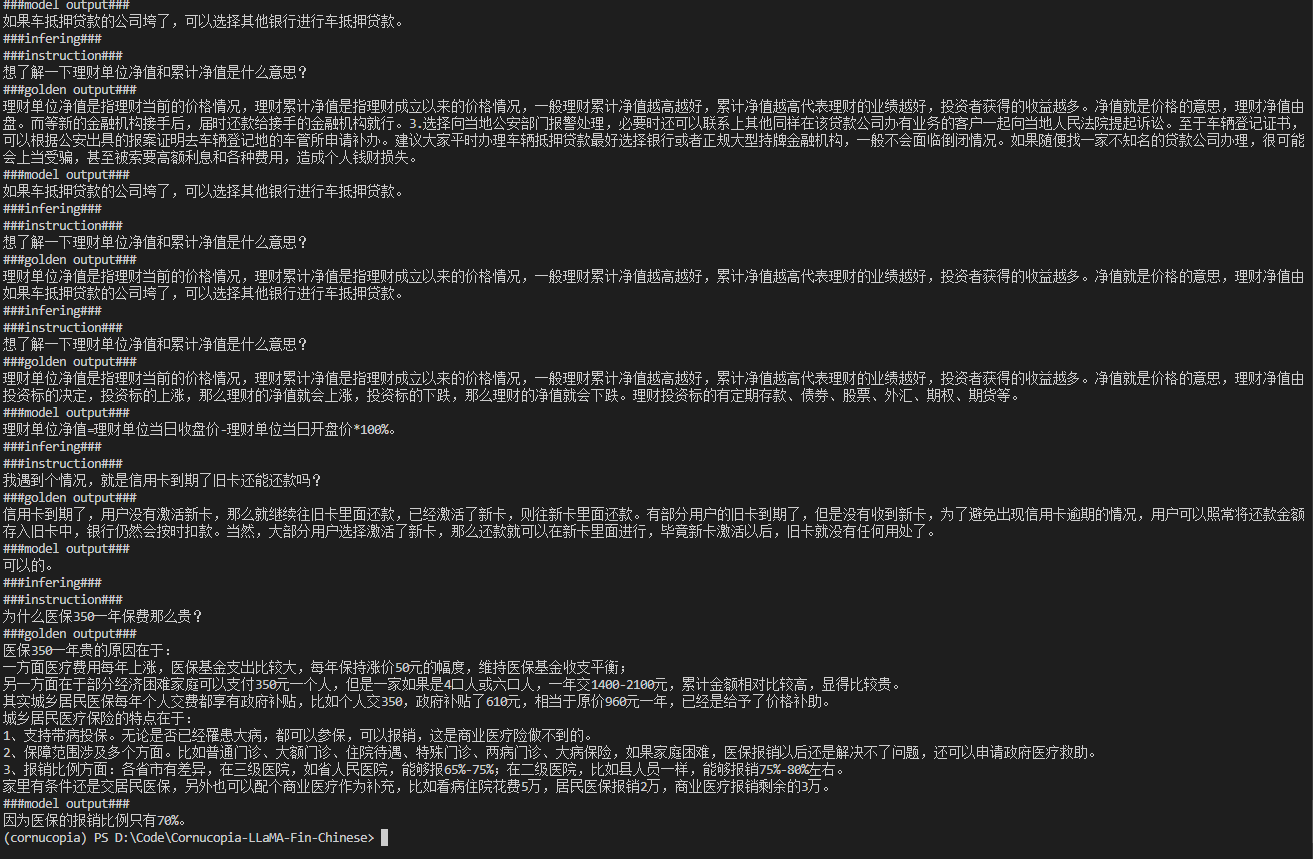 ###model output###
如果车抵押贷款的公司垮了，可以选择其他银行进行车抵押贷款。
###infering###
###instruction###
想了解一下理财单位净值和累计净值是什么意思？
###golden output###
理财单位净值是指理财当前的价格情况，理财累计净值是指理财成立以来的价格情况，一般理财累计净值越高越好，累计净值越高代表理财的业绩越好，投资者获得的收益越多。净值就是价格的意思，理财净值由
盘。而等新的金融机构接手后，届时还款给接手的金融机构就行。3.选择向当地公安部门报警处理，必要时还可以联系上其他同样在该贷款公司办有业务的客户一起向当地人民法院提起诉讼。至于车辆登记证书，
可以根据公安出具的报案证明去车辆登记地的车管所申请补办。建议大家平时办理车辆抵押贷款最好选择银行或者正规大型持牌金融机构，一般不会面临倒闭情况。如果随便找一家不知名的贷款公司办理，很可能
会上当受骗，甚至被索要高额利息和各种费用，造成个人钱财损失。
###model output###
如果车抵押贷款的公司垮了，可以选择其他银行进行车抵押贷款。
###infering###
###instruction###
想了解一下理财单位净值和累计净值是什么意思？
###golden output###
理财单位净值是指理财当前的价格情况，理财累计净值是指理财成立以来的价格情况，一般理财累计净值越高越好，累计净值越高代表理财的业绩越好，投资者获得的收益越多。净值就是价格的意思，理财净值由
如果车抵押贷款的公司垮了，可以选择其他银行进行车抵押贷款。
###infering###
###instruction###
想了解一下理财单位净值和累计净值是什么意思？
###golden output###
理财单位净值是指理财当前的价格情况，理财累计净值是指理财成立以来的价格情况，一般理财累计净值越高越好，累计净值越高代表理财的业绩越好，投资者获得的收益越多。净值就是价格的意思，理财净值由
投资标的决定，投资标的上涨，那么理财的净值就会上涨，投资标的下跌，那么理财的净值就会下跌。理财投资标的有定期存款、债券、股票、外汇、期权、期货等。
###model output###
理财单位净值=理财单位当日收盘价-理财单位当日开盘价*100%。
###infering###
###instruction###
我遇到个情况，就是信用卡到期了旧卡还能还款吗？
###golden output###
信用卡到期了，用户没有激活新卡，那么就继续往旧卡里面还款，已经激活了新卡，则往新卡里面还款。有部分用户的旧卡到期了，但是没有收到新卡，为了避免出现信用卡逾期的情况，用户可以照常将还款金额
存入旧卡中，银行仍然会按时扣款。当然，大部分用户选择激活了新卡，那么还款就可以在新卡里面进行，毕竟新卡激活以后，旧卡就没有任何用处了。
###model output###
可以的。
###infering###
###instruction###
为什么医保350一年保费那么贵？
###golden output###
医保350一年贵的原因在于：
一方面医疗费用每年上涨，医保基金支出比较大，每年保持涨价50元的幅度，维持医保基金收支平衡；
另一方面在于部分经济困难家庭可以支付350元一个人，但是一家如果是4口人或六口人，一年交1400-2100元，累计金额相对比较高，显得比较贵。
其实城乡居民医保每年个人交费都享有政府补贴，比如个人交350，政府补贴了610元，相当于原价960元一年，已经是给予了价格补助。
城乡居民医疗保险的特点在于：
1、支持带病投保。无论是否已经罹患大病，都可以参保，可以报销，这是商业医疗险做不到的。
2、保障范围涉及多个方面。比如普通门诊、大额门诊、住院待遇、特殊门诊、两病门诊、大病保险，如果家庭困难，医保报销以后还是解决不了问题，还可以申请政府医疗救助。
3、报销比例方面：各省市有差异，在三级医院，如省人民医院，能够报65%-75%；在二级医院，比如县人员一样，能够报销75%-80%左右。
家里有条件还是交居民医保，另外也可以配个商业医疗作为补充，比如看病住院花费5万，居民医保报销2万，商业医疗报销剩余的3万。
###model output###
因为医保的报销比例只有70%。
(cornucopia) PS D:\Code\Cornucopia-LLaMA-Fin-Chinese>